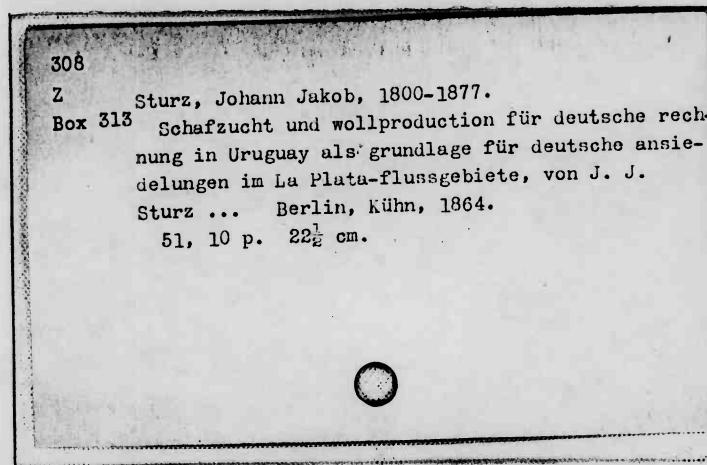 308
Z Sturz, Johann Jakob, 1800-1877.
Box 313 Schafzucht und wollproduction für deutsche rech-
nung in Uruguay als grundlage für deutsche ansie-
delungen im La Plata-flussgebiete, von J. J.
Sturz ... Berlin, Kühn, 1864.
51, 10 p. 22½ cm.